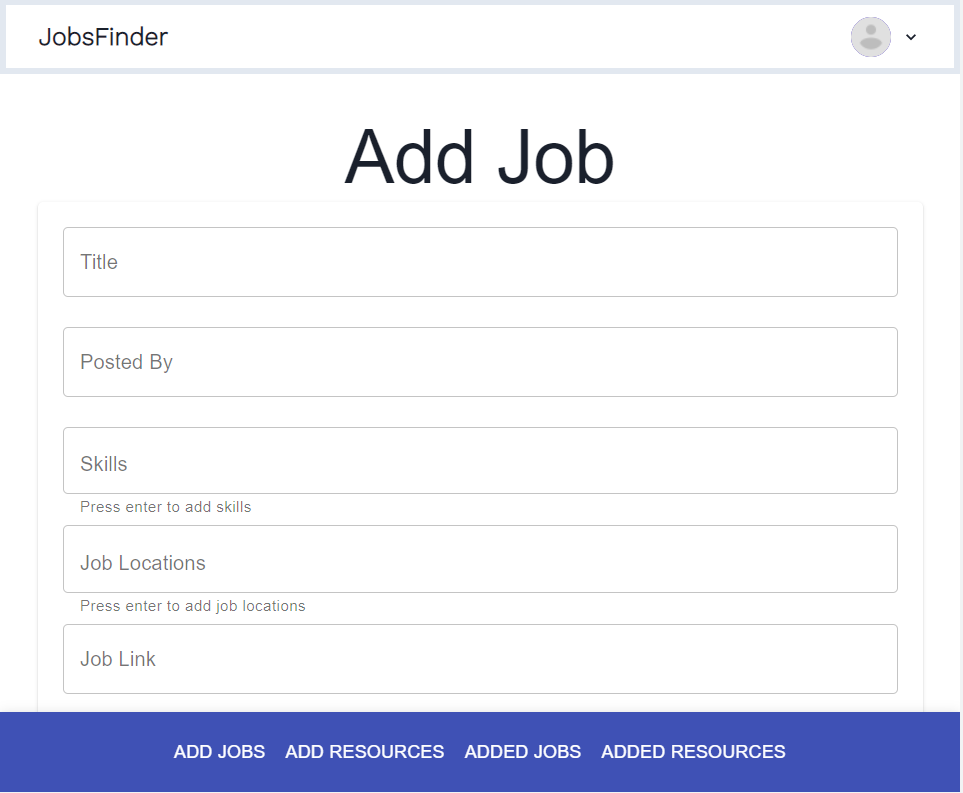 JobsFinder
Add Job
Title
Posted By
Skills
Press enter to add skills
Job Locations
Press enter to add job locations
Job Link
ADD JOBS ADD RESOURCES ADDED JOBS ADDED RESOURCES